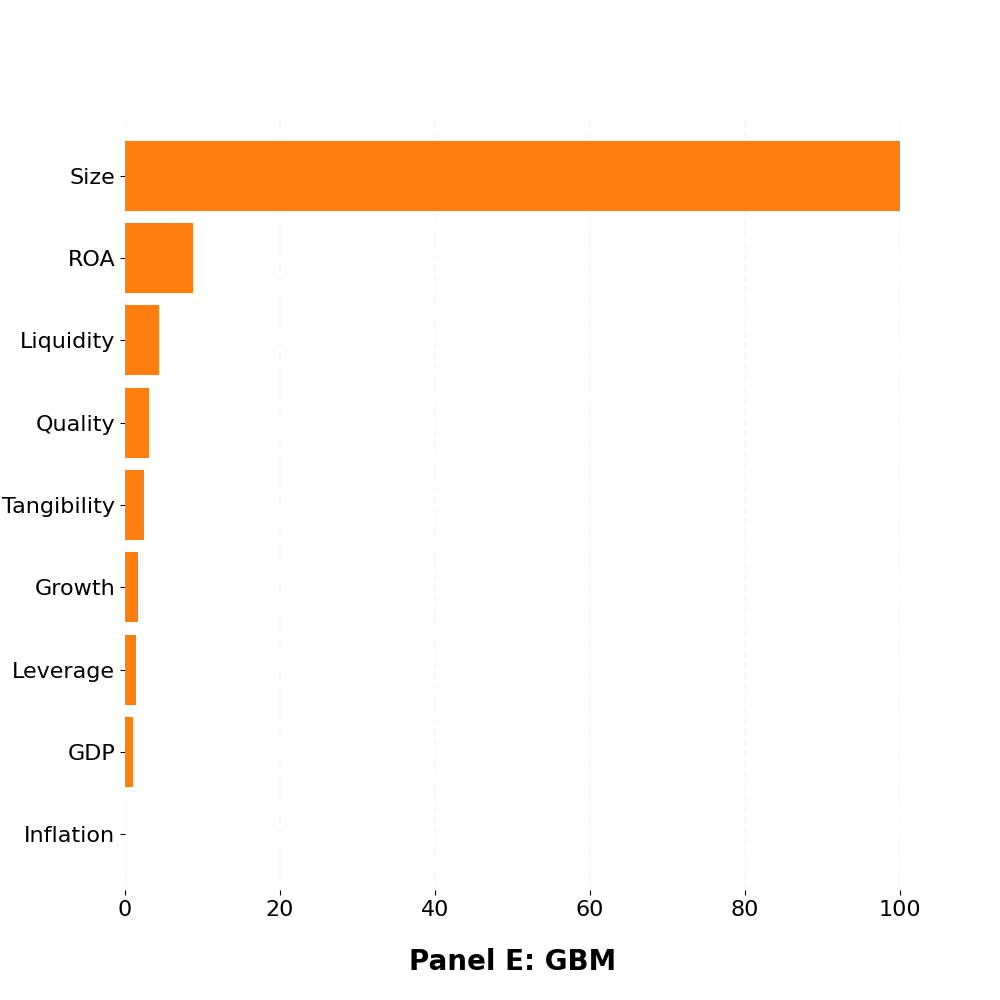 Size
ROA
Liquidity
Quality
Tangibility
Growth
Leverage
GDP
Inflation
0 20 40 60 80 100
Panel E: GBM